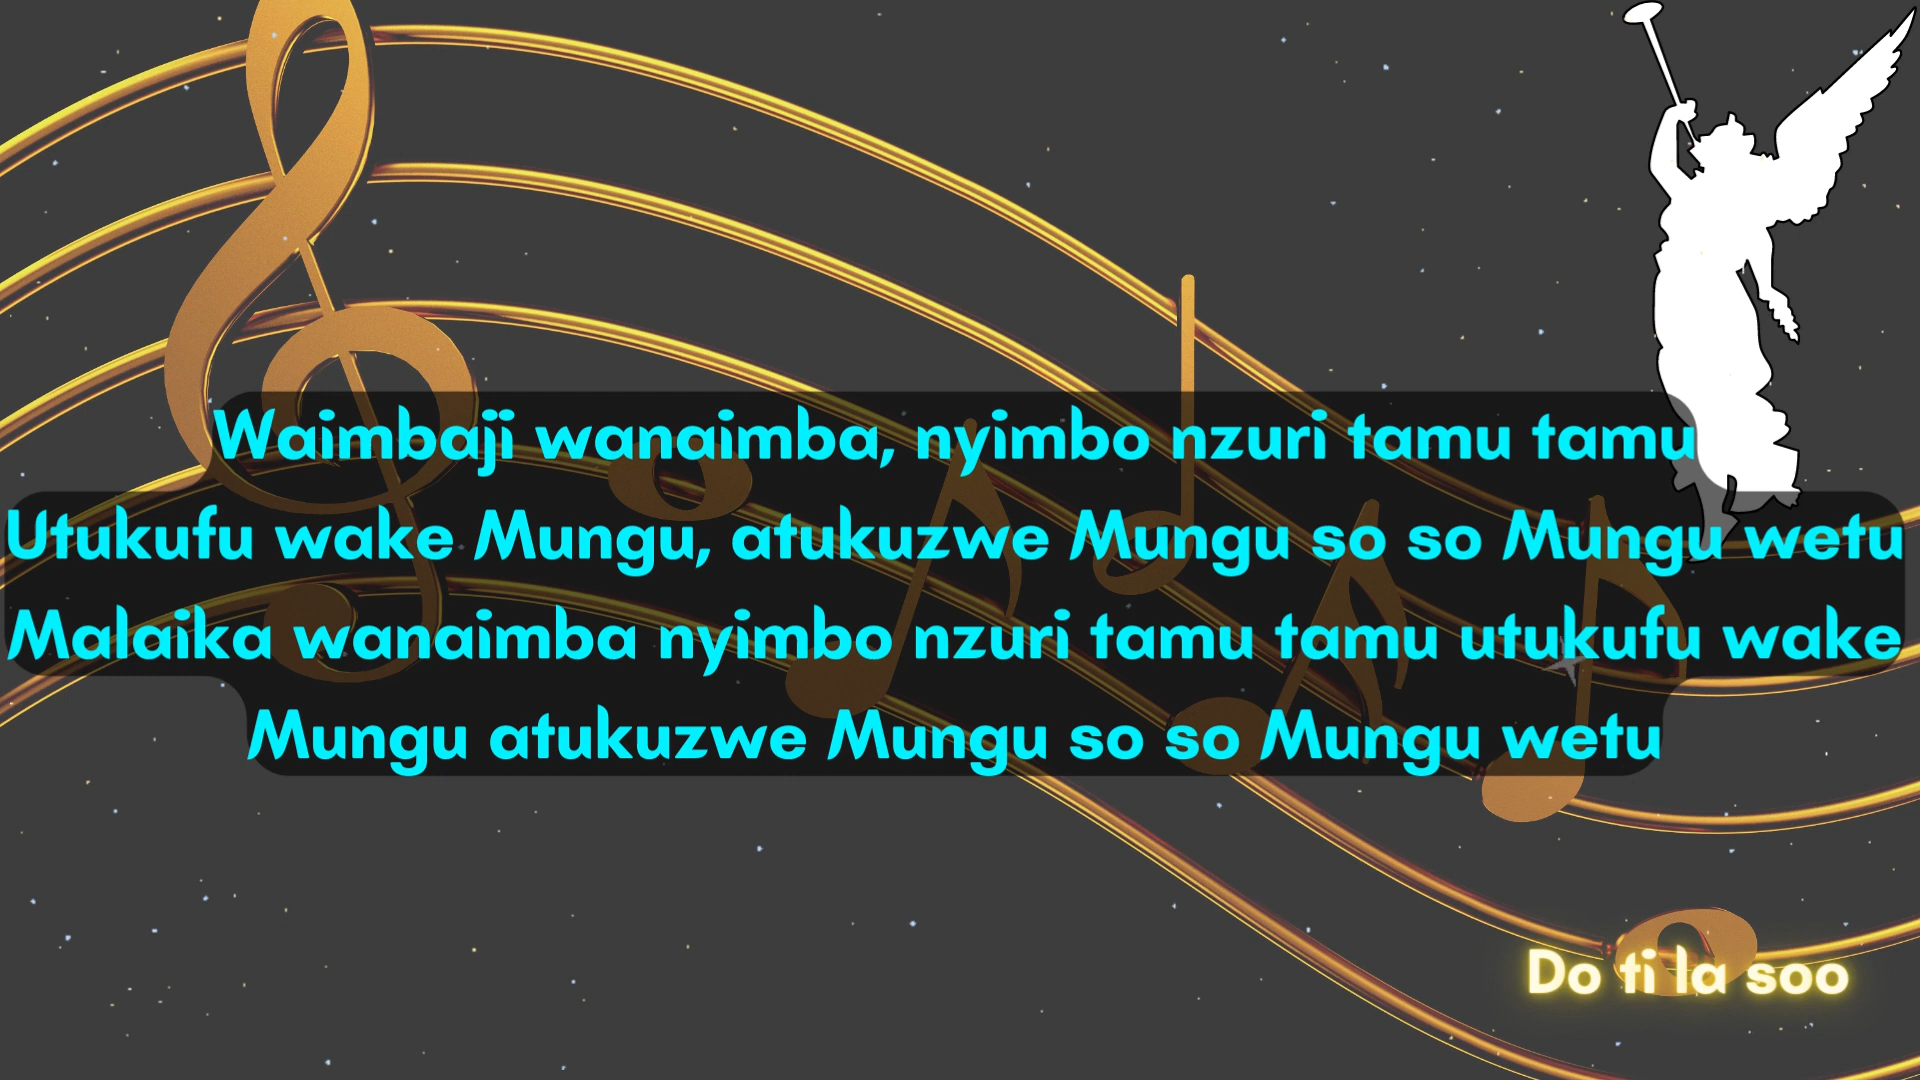 Waimbaji wanaimba, nyimbo nzuri tamu tamu
Utukufu wake Mungu, atukuzwe Mungu so so Mungu wetu
Malaika wanaimba nyimbo nzuri tamu tamu utukufu wake
Mungu atukuzwe Mungu so so Mungu wetu
Do ti la soo